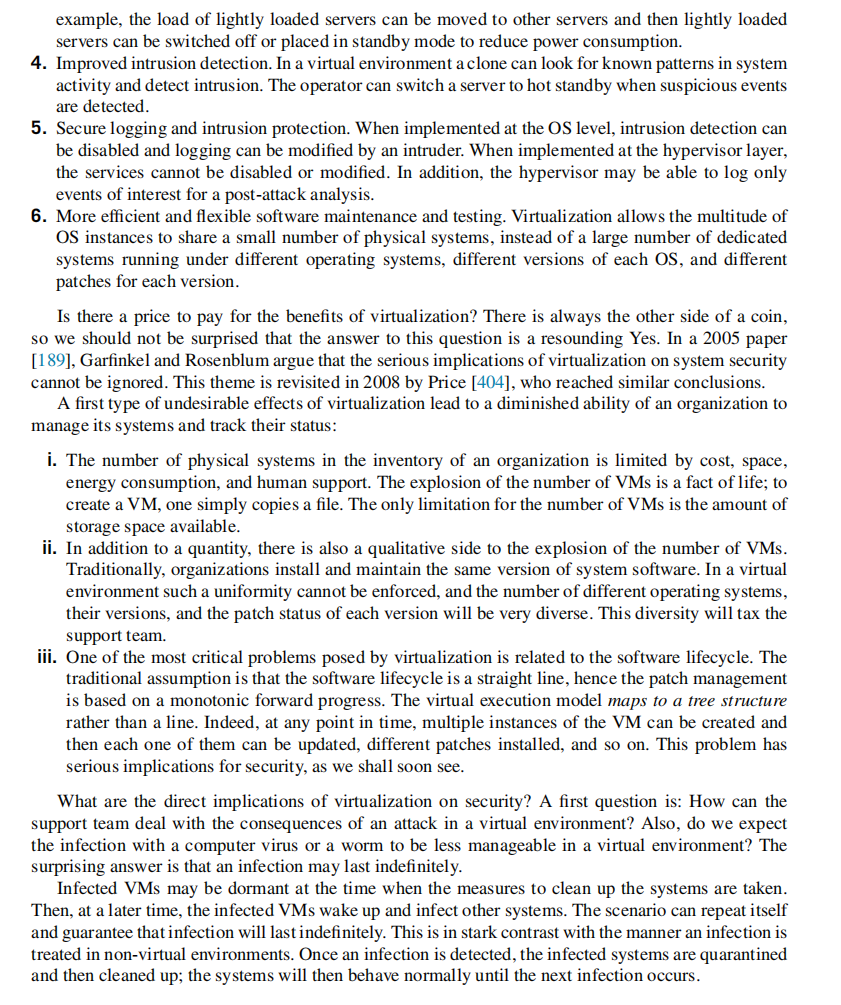 example, the load of lightly loaded servers can be moved to other servers and then lightly loaded
servers can be switched off or placed in standby mode to reduce power consumption.
4. Improved intrusion detection. In a virtual environment a clone can look for known patterns in system
activity and detect intrusion. The operator can switch a server to hot standby when suspicious events
are detected.
5. Secure logging and intrusion protection. When implemented at the OS level, intrusion detection can
be disabled and logging can be modified by an intruder. When implemented at the hypervisor layer,
the services cannot be disabled or modified. In addition, the hypervisor may be able to log only
events of interest for a post-attack analysis.
6. More efficient and flexible software maintenance and testing. Virtualization allows the multitude of
OS instances to share a small number of physical systems, instead of a large number of dedicated
systems running under different operating systems, different versions of each OS, and different
patches for each version.
Is there a price to pay for the benefits of virtualization? There is always the other side of a coin,
so we should not be surprised that the answer to this question is a resounding Yes. In a 2005 paper
[189], Garfinkel and Rosenblum argue that the serious implications of virtualization on system security
cannot be ignored. This theme is revisited in 2008 by Price [404], who reached similar conclusions.
A first type of undesirable effects of virtualization lead to a diminished ability of an organization to
manage its systems and track their status:
i. The number of physical systems in the inventory of an organization is limited by cost, space,
energy consumption, and human support. The explosion of the number of VMs is a fact of life; to
create a VM, one simply copies a file. The only limitation for the number of VMs is the amount of
storage space available.
ii. In addition to a quantity, there is also a qualitative side to the explosion of the number of VMs.
Traditionally, organizations install and maintain the same version of system software. In a virtual
environment such a uniformity cannot be enforced, and the number of different operating systems,
their versions, and the patch status of each version will be very diverse. This diversity will tax the
support team.
iii. One of the most critical problems posed by virtualization is related to the software lifecycle. The
traditional assumption is that the software lifecycle is a straight line, hence the patch management
is based on a monotonic forward progress. The virtual execution model maps to a tree structure
rather than a line. Indeed, at any point in time, multiple instances of the VM can be created and
then each one of them can be updated, different patches installed, and so on. This problem has
serious implications for security, as we shall soon see.
What are the direct implications of virtualization on security? A first question is: How can the
support team deal with the consequences of an attack in a virtual environment? Also, do we expect
the infection with a computer virus or a worm to be less manageable in a virtual environment? The
surprising answer is that an infection may last indefinitely.
Infected VMs may be dormant at the time when the measures to clean up the systems are taken.
Then, at a later time, the infected VMs wake up and infect other systems. The scenario can repeat itself
and guarantee that infection will last indefinitely. This is in stark contrast with the manner an infection is
treated in non-virtual environments. Once an infection is detected, the infected systems are quarantined
and then cleaned up; the systems will then behave normally until the next infection occurs.